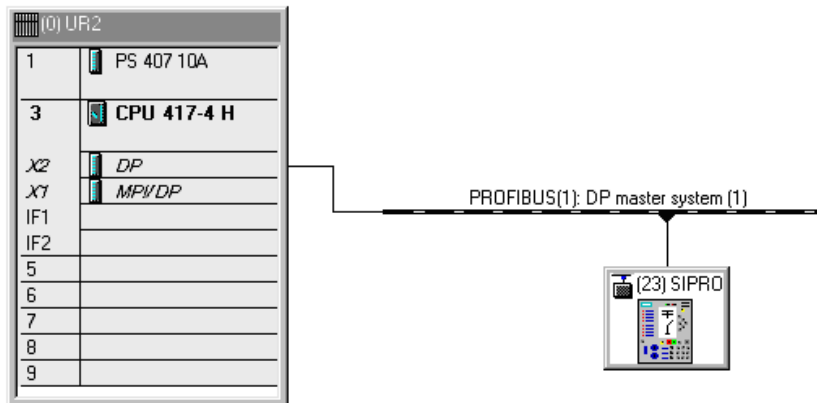 (0) UR2
1 PS 407 10A
3 CPU 417-4 H
X2 DP
X1 MPI/DP
IF1
IF2
5
6
7
8
9
PROFIBUS(1): DP master system (1)
(23) SIPRO